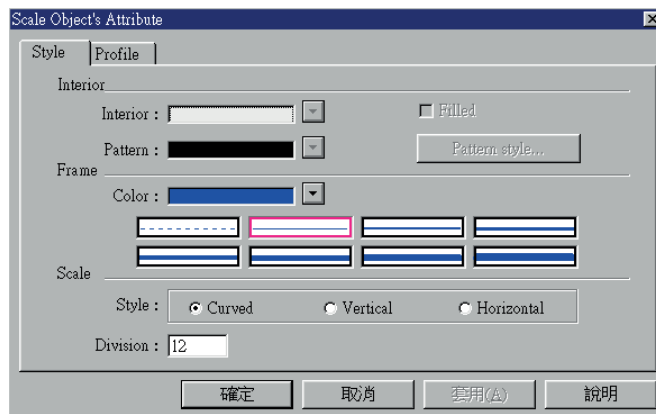 Scale Object's Attribute
Style Profile
Interior
Interior : Filled
Pattern : Pattern style...
Frame
Color :
Scale
Style : Curved Vertical Horizontal
Division : 12
確定 取消 套用(A) 說明